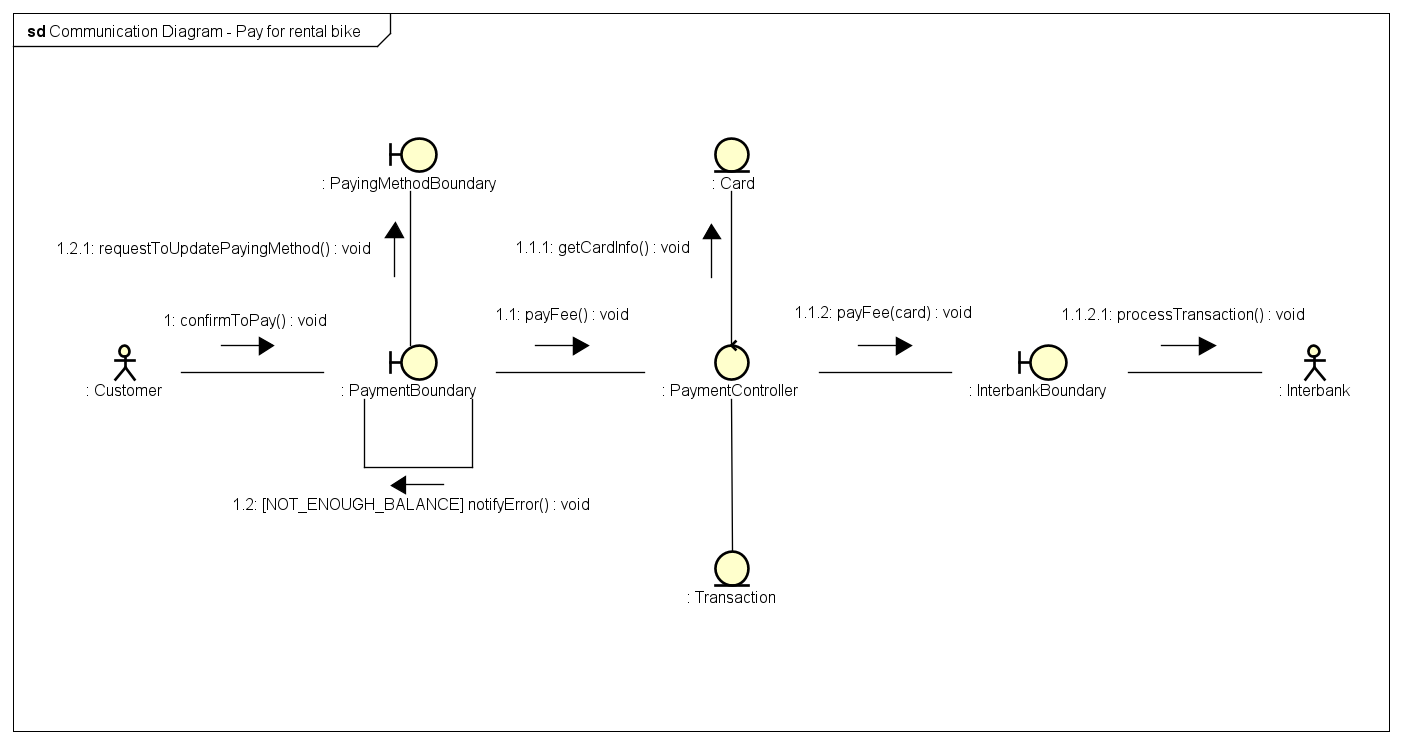 sd Communication Diagram - Pay for rental bike
: PayingMethodBoundary
: Card
1.2.1: requestToUpdatePayingMethod() : void
1.1.1: getCardInfo() : void
1: confirmToPay() : void
1.1: payFee() : void
1.1.2: payFee(card) : void
1.1.2.1: processTransaction() : void
: Customer
: PaymentBoundary
: PaymentController
: InterbankBoundary
: Interbank
1.2: [NOT_ENOUGH_BALANCE] notifyError() : void
: Transaction